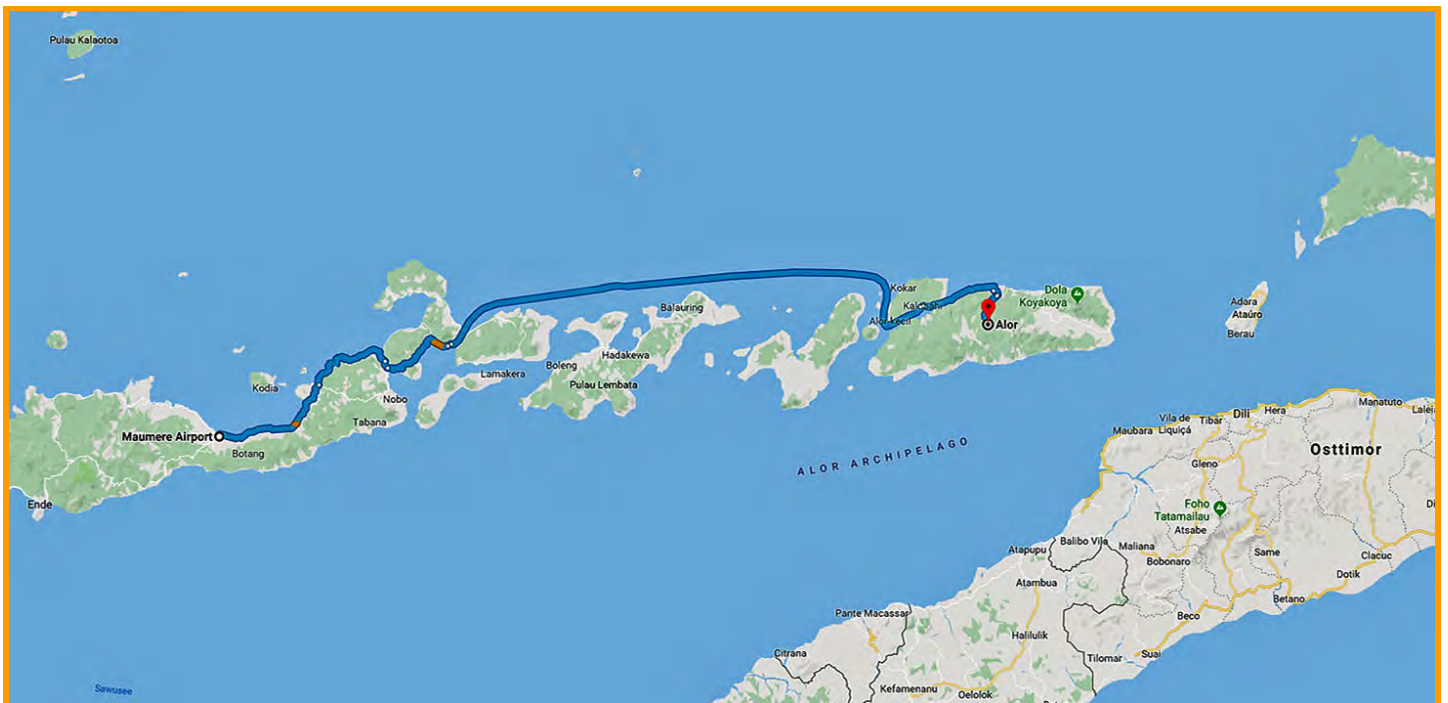 Pulau Kalaotoa
Kokar
Dola
Koyakoya
Kalabahi
Alor-kecil
Alor
Balauring
Adara
Ataúro
Berau
Hadakewa
Boleng
Lamakera
Pulau Lembata
Kodia
Nobo
Tabana
Maumere Airport
Botang
Ende
ALOR ARCHIPELAGO
Vila de
Liquiçá
Maubara
Tibar
Dili
Hera
Manatuto
Laleia
Osttimor
Gleno
Foho
Tatamailau
Atsabe
Di
Balibo Vila
Maliana
Bobonaro
Same
Clacuc
Dotik
Betano
Beco
Suai
Tilomar
Atapupu
Atambua
Halilulik
Pante Macassar
Citrana
Kefamenanu
Oelolok
Sawusee